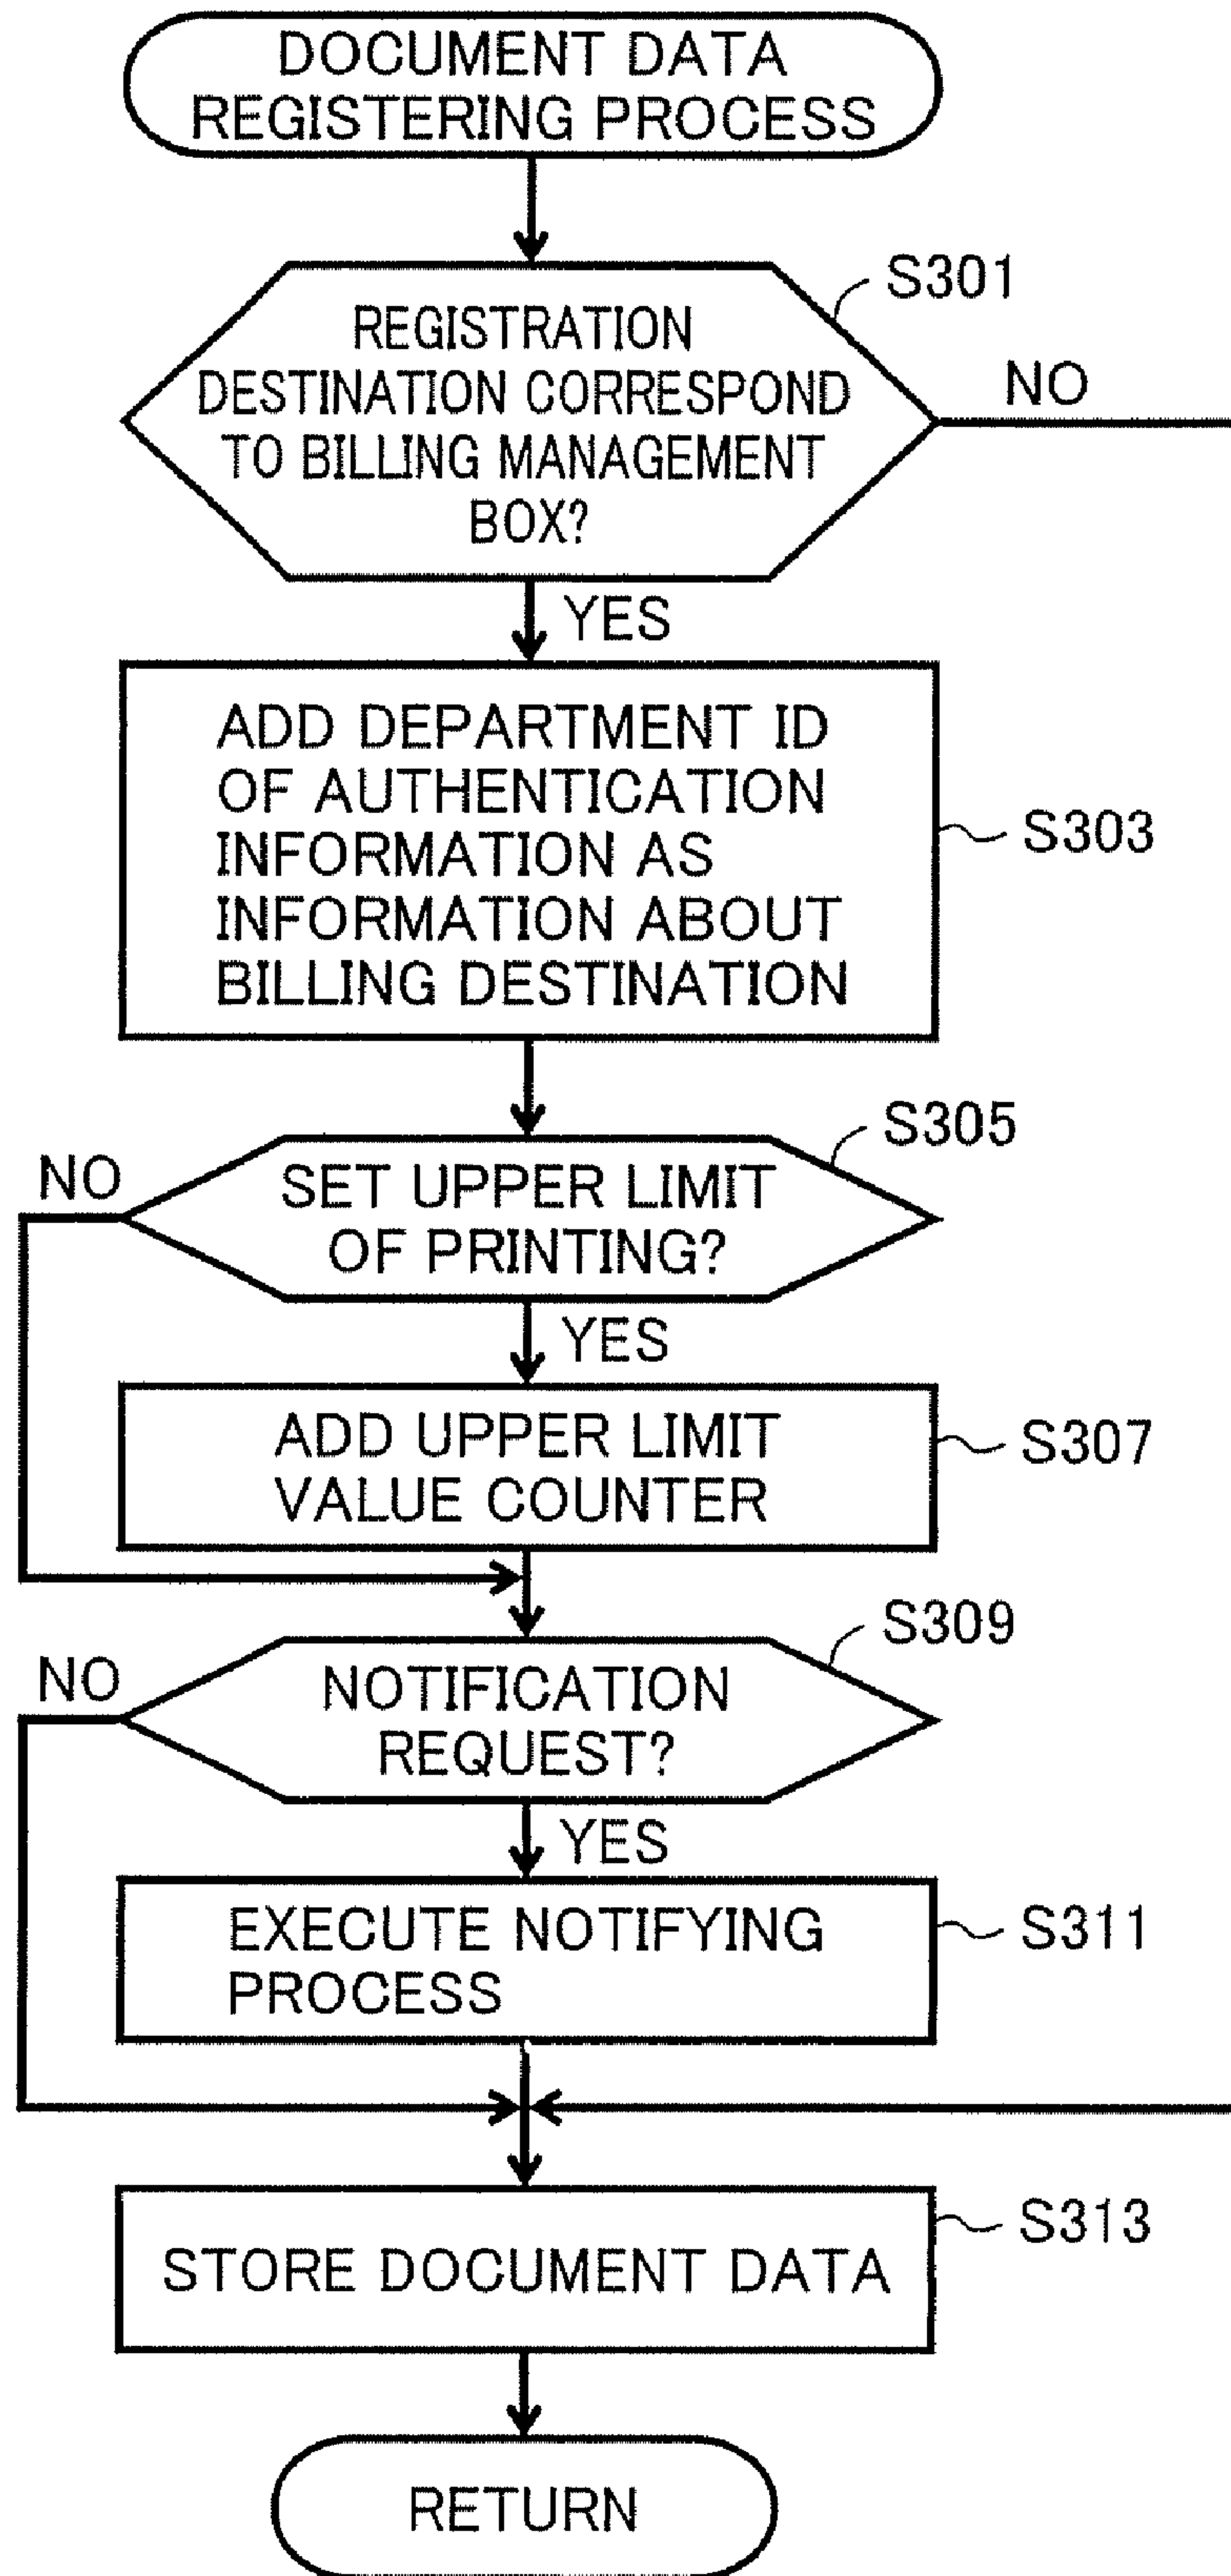 DOCUMENT DATA
REGISTERING PROCESS
S301
REGISTRATION
DESTINATION CORRESPOND
TO BILLING MANAGEMENT
BOX?
NO
YES
ADD DEPARTMENT ID
OF AUTHENTICATION
INFORMATION AS
INFORMATION ABOUT
BILLING DESTINATION
S303
S305
NO
SET UPPER LIMIT
OF PRINTING?
YES
ADD UPPER LIMIT
VALUE COUNTER
S307
S309
NO
NOTIFICATION
REQUEST?
YES
EXECUTE NOTIFYING
PROCESS
S311
STORE DOCUMENT DATA
S313
RETURN